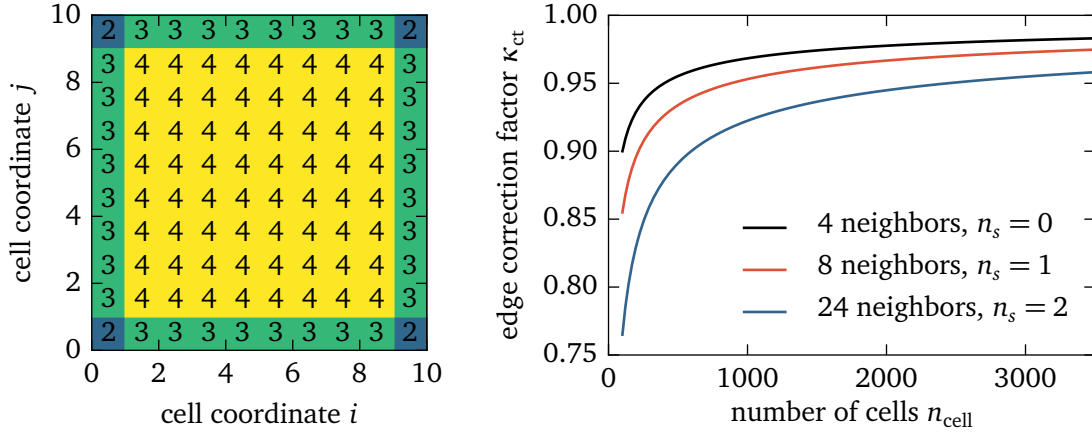 cell coordinate j
10
8
6
4
2
0
2 3 3 3 3 3 3 3 3 2
3 4 4 4 4 4 4 4 4 3
3 4 4 4 4 4 4 4 4 3
3 4 4 4 4 4 4 4 4 3
3 4 4 4 4 4 4 4 4 3
3 4 4 4 4 4 4 4 4 3
3 4 4 4 4 4 4 4 4 3
3 4 4 4 4 4 4 4 4 3
3 4 4 4 4 4 4 4 4 3
2 3 3 3 3 3 3 3 3 2
0 2 4 6 8 10
cell coordinate i
edge correction factor κct
1.00
0.95
0.90
0.85
0.80
0.75
4 neighbors, ns = 0
8 neighbors, ns = 1
24 neighbors, ns = 2
0 1000 2000 3000
number of cells ncell